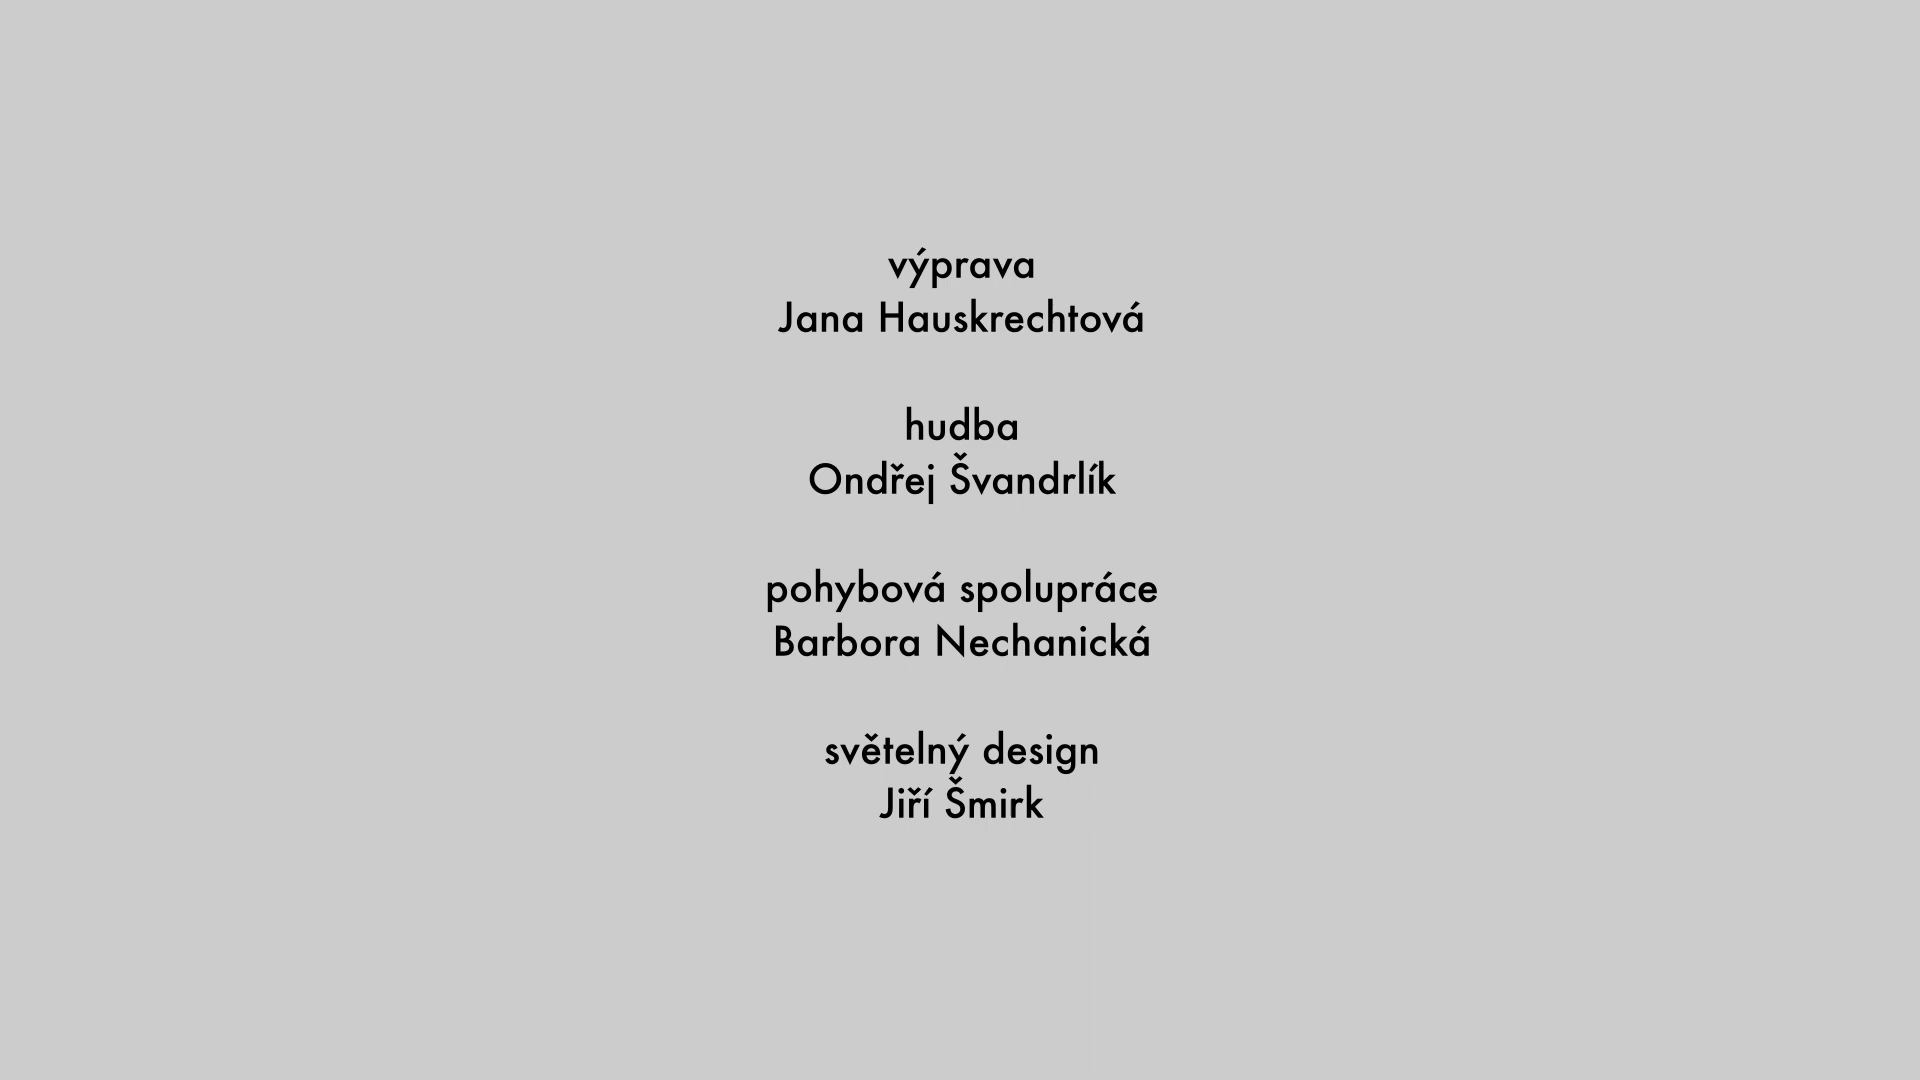 výprava
Jana Hauskrechtová
hudba
Ondřej Švandrlík
pohybová spolupráce
Barbora Nechanická
světelný design
Jiří Šmirk